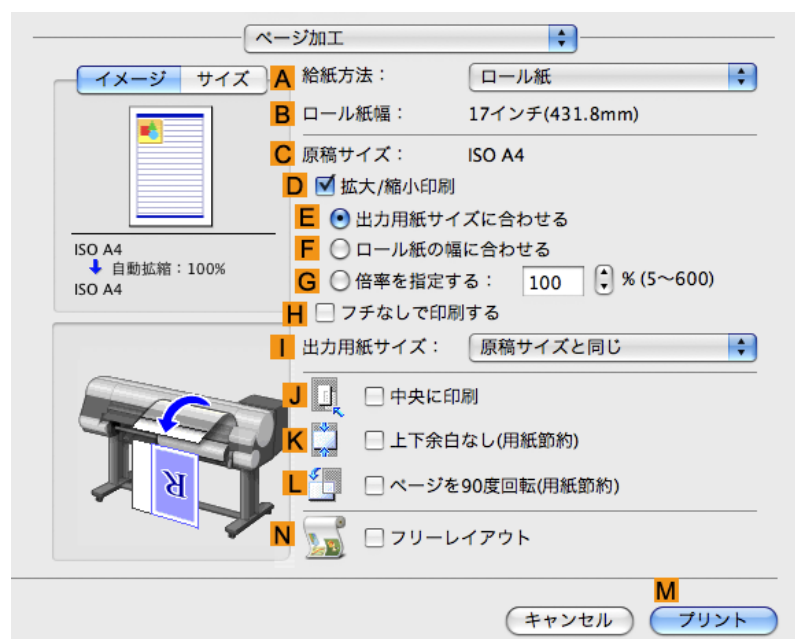 ページ加工
イメージ サイズ
A 給紙方法： ロール紙
B ロール紙幅： 17インチ(431.8mm)
C 原稿サイズ： ISO A4
D 拡大/縮小印刷
E 出力用紙サイズに合わせる
F ロール紙の幅に合わせる
G 倍率を指定する： 100 % (5～600)
H フチなしで印刷する
I 出力用紙サイズ： 原稿サイズと同じ
ISO A4
自動拡縮：100%
ISO A4
J 中央に印刷
K 上下余白なし(用紙節約)
L ページを90度回転(用紙節約)
N フリーレイアウト
R
M
キャンセル プリント